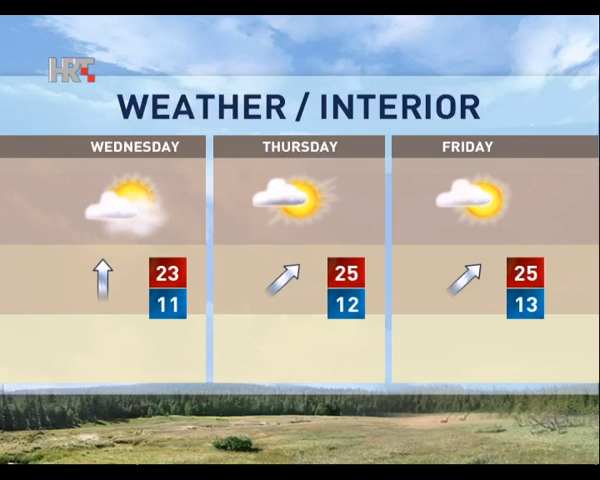 HRT
WEATHER / INTERIOR
WEDNESDAY THURSDAY FRIDAY
23 25 25
11 12 13